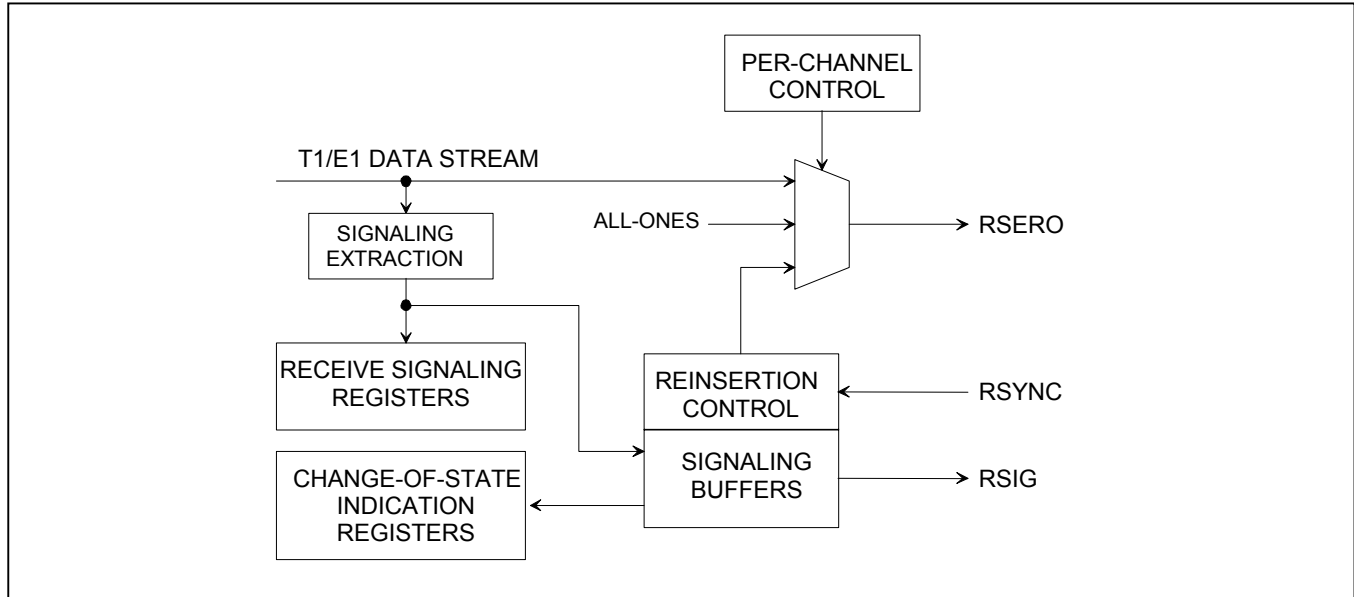 PER-CHANNEL
CONTROL
T1/E1 DATA STREAM
ALL-ONES
RSERO
SIGNALING
EXTRACTION
RECEIVE SIGNALING
REGISTERS
REINSERTION
CONTROL
RSYNC
SIGNALING
BUFFERS
RSIG
CHANGE-OF-STATE
INDICATION
REGISTERS